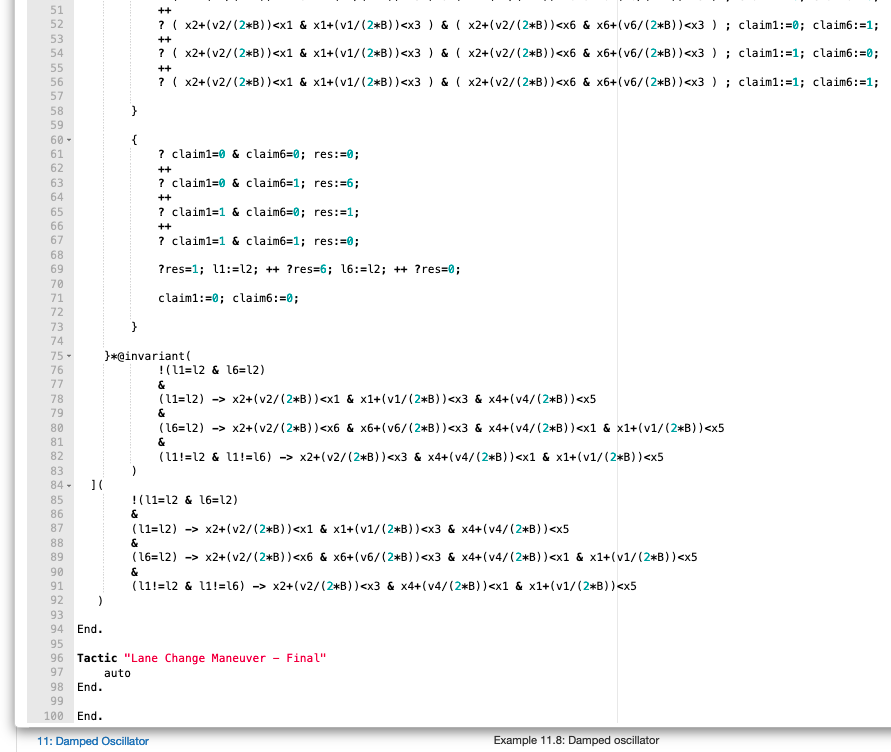 51 ++
52 ? ( x2+(v2/(2*B))<x1 & x1+(v1/(2*B))<x3 ) & ( x2+(v2/(2*B))<x6 & x6+(v6/(2*B))<x3 ) ; claim1:=0; claim6:=1;
53 ++
54 ? ( x2+(v2/(2*B))<x1 & x1+(v1/(2*B))<x3 ) & ( x2+(v2/(2*B))<x6 & x6+(v6/(2*B))<x3 ) ; claim1:=1; claim6:=0;
55 ++
56 ? ( x2+(v2/(2*B))<x1 & x1+(v1/(2*B))<x3 ) & ( x2+(v2/(2*B))<x6 & x6+(v6/(2*B))<x3 ) ; claim1:=1; claim6:=1;
57
58 }
59
60 {
61 ? claim1=0 & claim6=0; res:=0;
62 ++
63 ? claim1=0 & claim6=1; res:=6;
64 ++
65 ? claim1=1 & claim6=0; res:=1;
66 ++
67 ? claim1=1 & claim6=1; res:=0;
68
69 ?res=1; l1:=l2; ++ ?res=6; l6:=l2; ++ ?res=0;
70
71 claim1:=0; claim6:=0;
72
73 }
74
75 }*@invariant(
76 !(l1=l2 & l6=l2)
77 &
78 (l1=l2) -> x2+(v2/(2*B))<x1 & x1+(v1/(2*B))<x3 & x4+(v4/(2*B))<x5
79 &
80 (l6=l2) -> x2+(v2/(2*B))<x6 & x6+(v6/(2*B))<x3 & x4+(v4/(2*B))<x1 & x1+(v1/(2*B))<x5
81 &
82 (l1!=l2 & l1!=l6) -> x2+(v2/(2*B))<x3 & x4+(v4/(2*B))<x1 & x1+(v1/(2*B))<x5
83 )
84 ](
85 !(l1=l2 & l6=l2)
86 &
87 (l1=l2) -> x2+(v2/(2*B))<x1 & x1+(v1/(2*B))<x3 & x4+(v4/(2*B))<x5
88 &
89 (l6=l2) -> x2+(v2/(2*B))<x6 & x6+(v6/(2*B))<x3 & x4+(v4/(2*B))<x1 & x1+(v1/(2*B))<x5
90 &
91 (l1!=l2 & l1!=l6) -> x2+(v2/(2*B))<x3 & x4+(v4/(2*B))<x1 & x1+(v1/(2*B))<x5
92 )
93
94 End.
95
96 Tactic "Lane Change Maneuver – Final"
97 auto
98 End.
99
100 End.
11: Damped Oscillator
Example 11.8: Damped oscillator